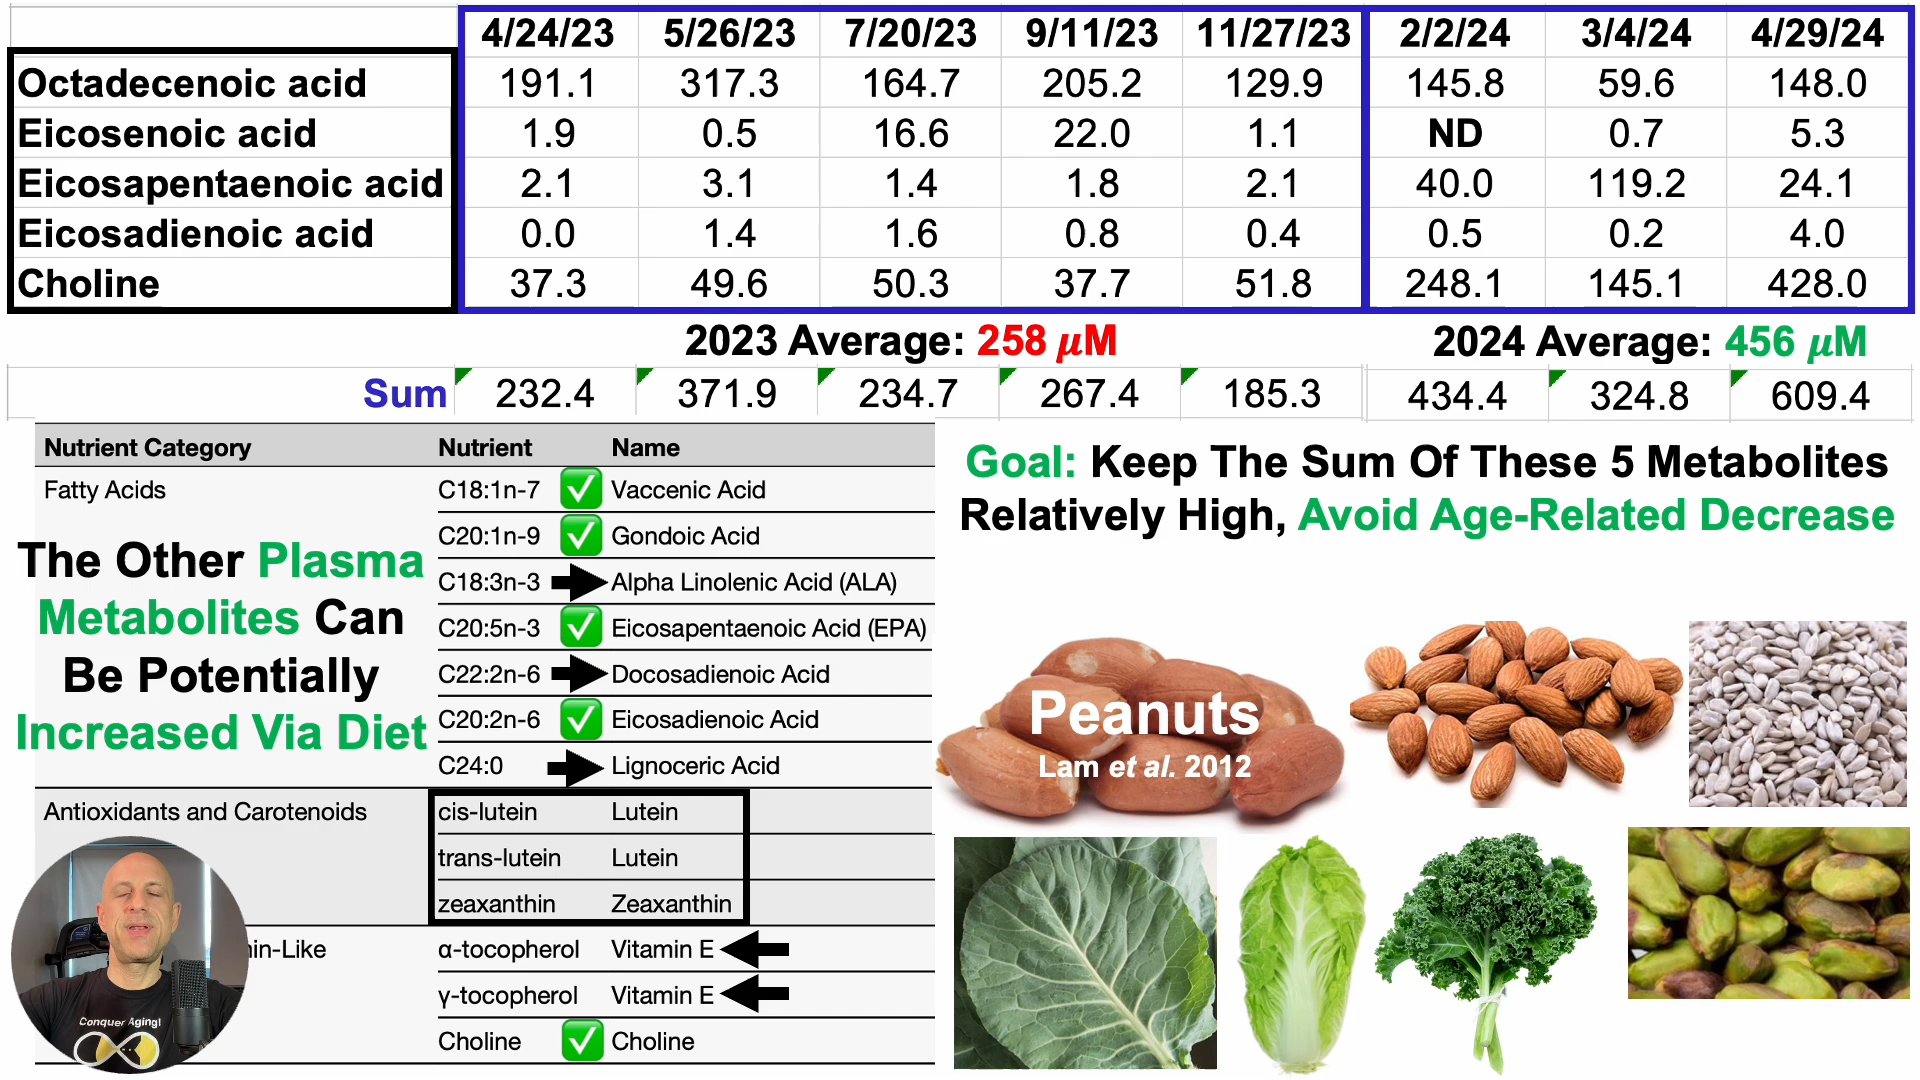 4/24/23 5/26/23 7/20/23 9/11/23 11/27/23 2/2/24 3/4/24 4/29/24
Octadecenoic acid 191.1 317.3 164.7 205.2 129.9 145.8 59.6 148.0
Eicosenoic acid 1.9 0.5 16.6 22.0 1.1 ND 0.7 5.3
Eicosapentaenoic acid 2.1 3.1 1.4 1.8 2.1 40.0 119.2 24.1
Eicosadienoic acid 0.0 1.4 1.6 0.8 0.4 0.5 0.2 4.0
Choline 37.3 49.6 50.3 37.7 51.8 248.1 145.1 428.0
2023 Average: 258 μM 2024 Average: 456 μM
Sum 232.4 371.9 234.7 267.4 185.3 434.4 324.8 609.4
Nutrient Category Nutrient Name
Fatty Acids C18:1n-7 Vaccenic Acid
C20:1n-9 Gondoic Acid
C18:3n-3 Alpha Linolenic Acid (ALA)
C20:5n-3 Eicosapentaenoic Acid (EPA)
C22:2n-6 Docosadienoic Acid
C20:2n-6 Eicosadienoic Acid
C24:0 Lignoceric Acid
Antioxidants and Carotenoids cis-lutein Lutein
trans-lutein Lutein
zeaxanthin Zeaxanthin
in-Like α-tocopherol Vitamin E
γ-tocopherol Vitamin E
Choline Choline
The Other Plasma
Metabolites Can
Be Potentially
Increased Via Diet
Conquer Aging!
Goal: Keep The Sum Of These 5 Metabolites
Relatively High, Avoid Age-Related Decrease
Peanuts
Lam et al. 2012